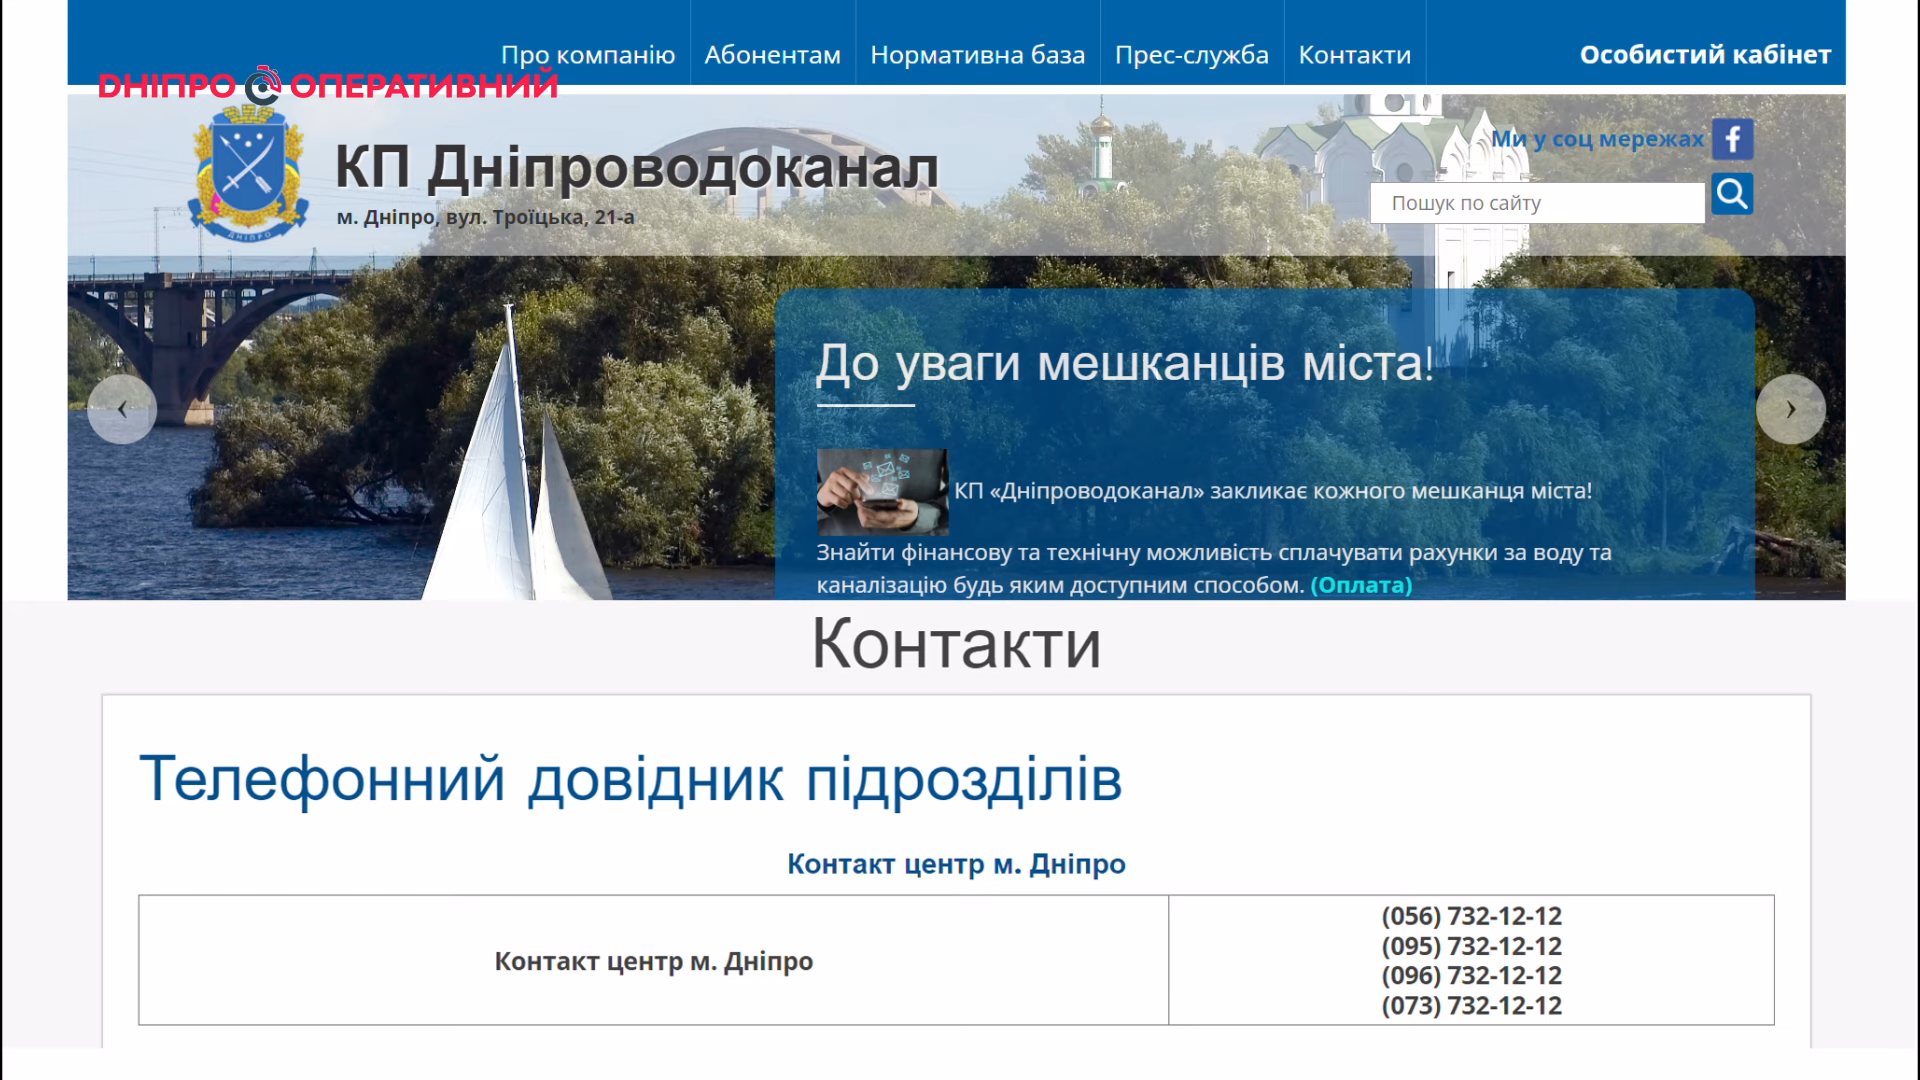 Про компанію
Абонентам
Нормативна база
Прес-служба
Контакти
Особистий кабінет
DНІПРО ОПЕРАТИВНИЙ
КП Дніпроводоканал
м. Дніпро, вул. Троїцька, 21-а
ДНІПРО
Ми у соц мережах
Пошук по сайту
До уваги мешканців міста!
КП «Дніпроводоканал» закликає кожного мешканця міста!
Знайти фінансову та технічну можливість сплачувати рахунки за воду та
каналізацію будь яким доступним способом. (Оплата)
Контакти
Телефонний довідник підрозділів
Контакт центр м. Дніпро
Контакт центр м. Дніпро
(056) 732-12-12
(095) 732-12-12
(096) 732-12-12
(073) 732-12-12